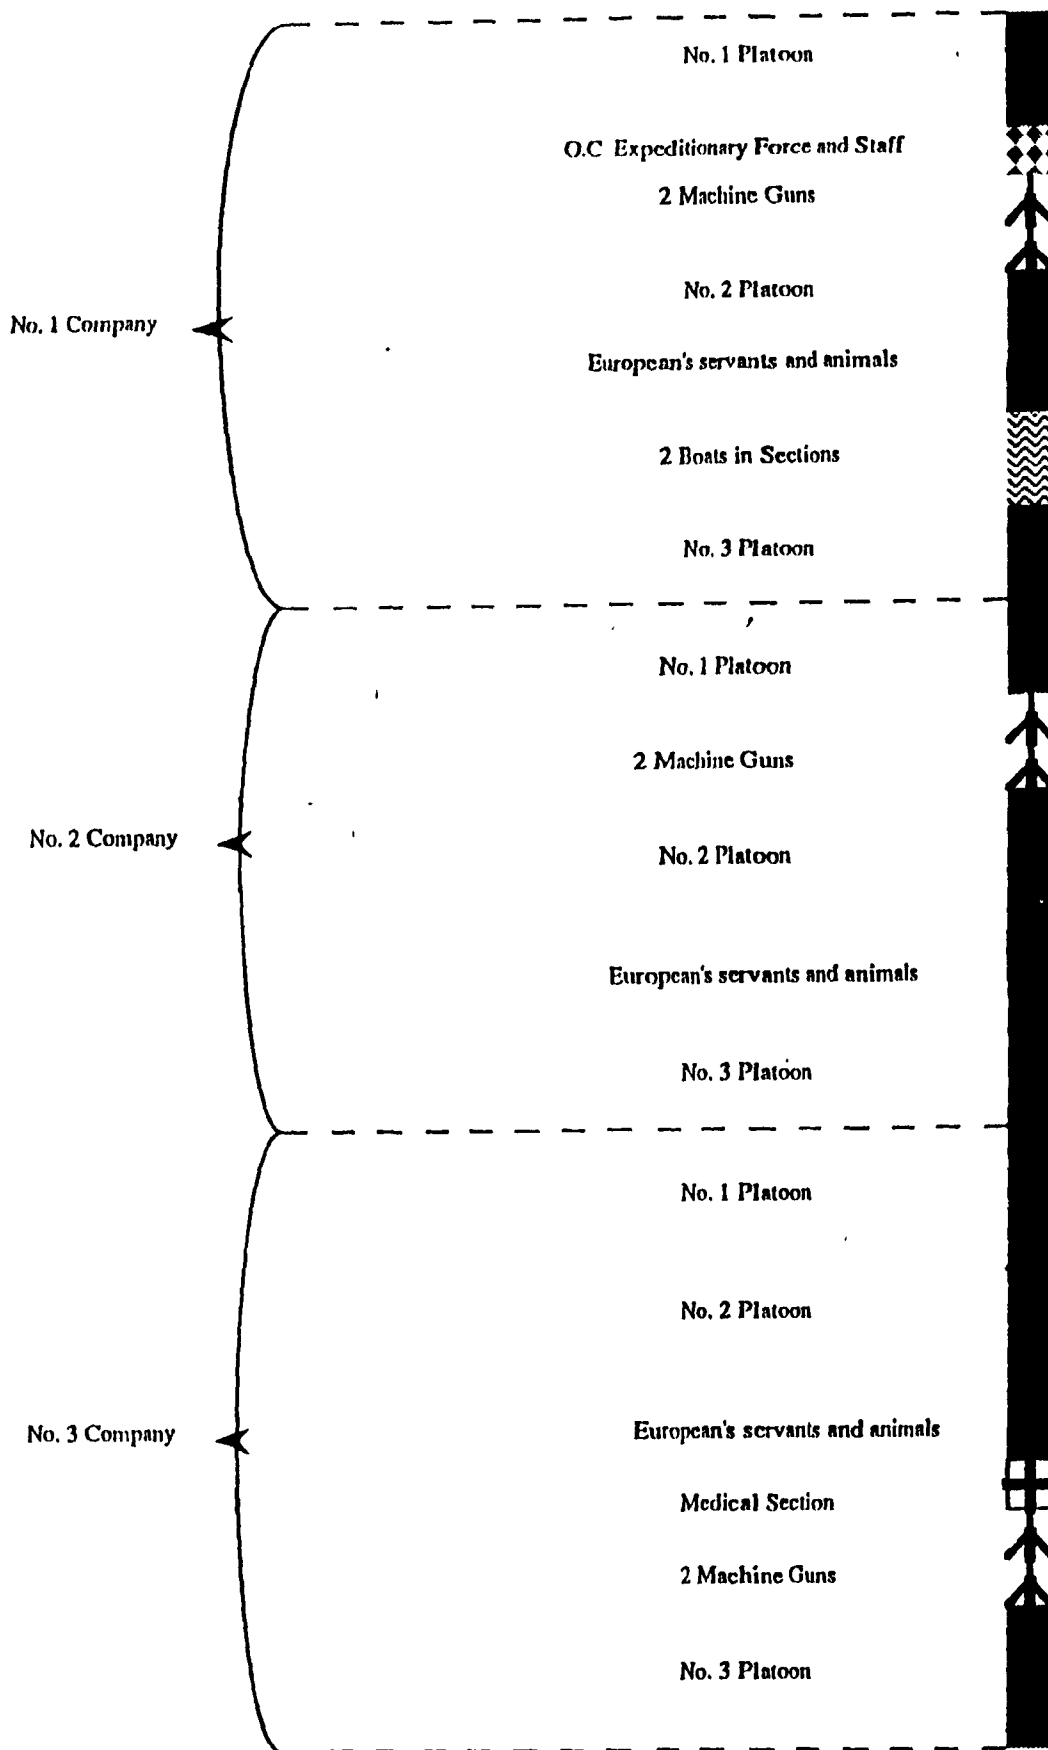 No. 1 Platoon
O.C Expeditionary Force and Staff
2 Machine Guns
No. 2 Platoon
No. 1 Company
European's servants and animals
2 Boats in Sections
No. 3 Platoon
No. 1 Platoon
2 Machine Guns
No. 2 Company
No. 2 Platoon
European's servants and animals
No. 3 Platoon
No. 1 Platoon
No. 2 Platoon
No. 3 Company
European's servants and animals
Medical Section
2 Machine Guns
No. 3 Platoon